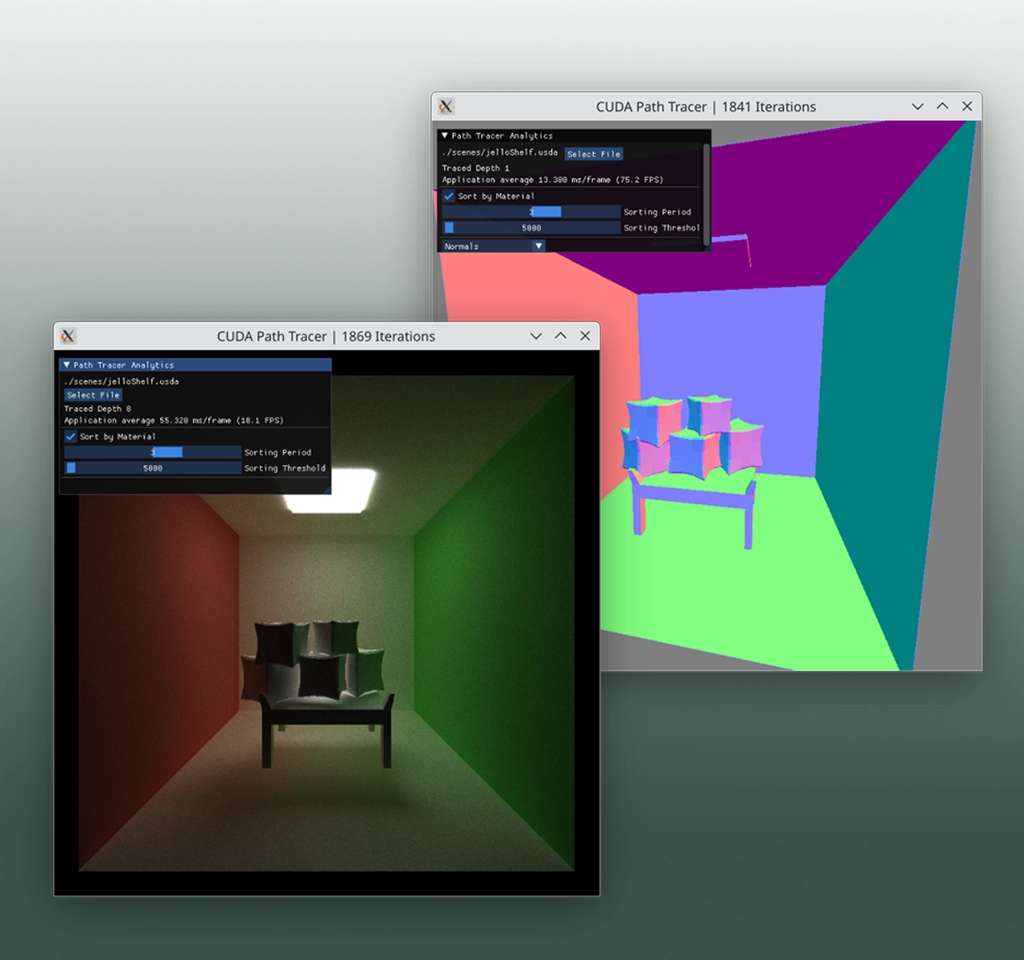 CUDA Path Tracer | 1841 Iterations
Path Tracer Analytics
./scenes/jelloShelf.usda Select File
Traced Depth 1
Application average 13.300 ms/frame (75.2 FPS)
Sort by Material
3 Sorting Period
5000 Sorting Threshol
Normals
CUDA Path Tracer | 1869 Iterations
Path Tracer Analytics
./scenes/jelloShelf.usda
Select File
Traced Depth 8
Application average 55.320 ms/frame (18.1 FPS)
Sort by Material
3 Sorting Period
5000 Sorting Threshold